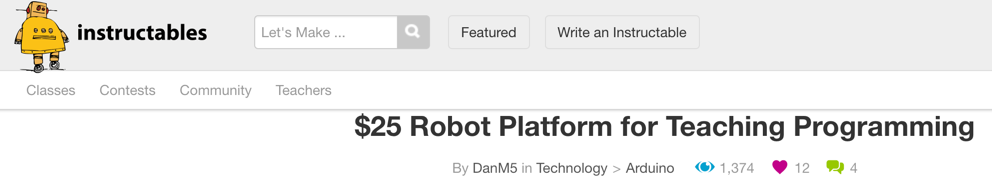 instructables
Let's Make ...
Featured
Write an Instructable
Classes Contests Community Teachers
$25 Robot Platform for Teaching Programming
By DanM5 in Technology > Arduino 1,374 12 4